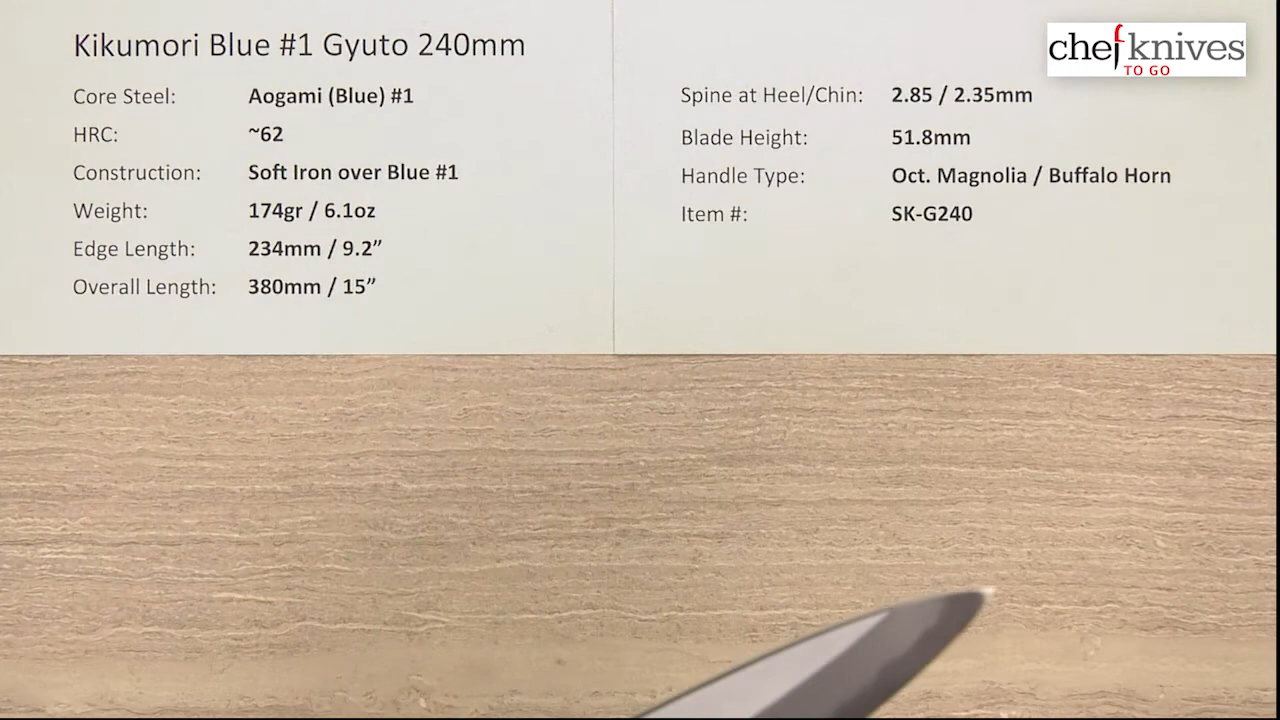 Kikumori Blue #1 Gyuto 240mm
Core Steel: Aogami (Blue) #1
HRC: ~62
Construction: Soft Iron over Blue #1
Weight: 174gr / 6.1oz
Edge Length: 234mm / 9.2”
Overall Length: 380mm / 15”
Spine at Heel/Chin: 2.85 / 2.35mm
Blade Height: 51.8mm
Handle Type: Oct. Magnolia / Buffalo Horn
Item #: SK-G240
chefknives
TO GO